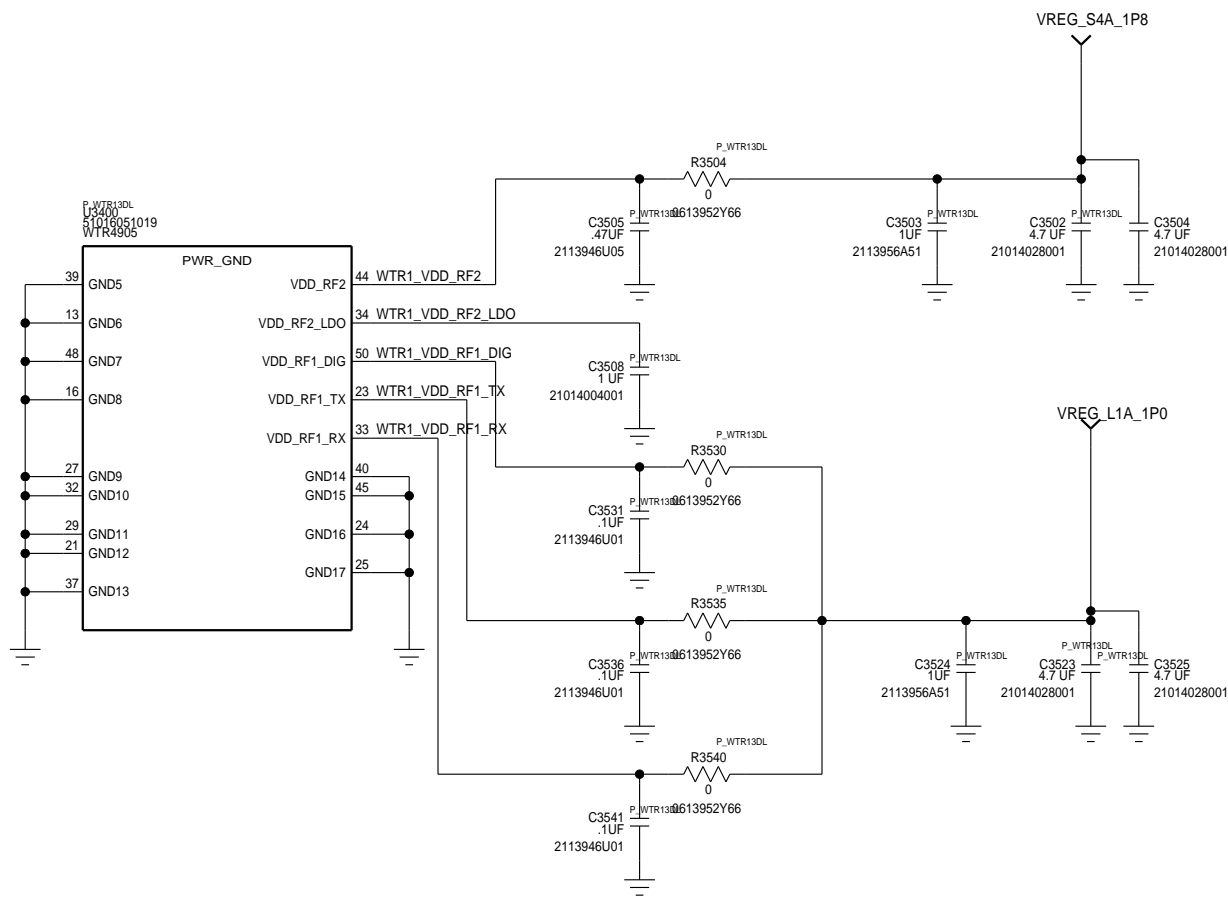 VREG_S4A_1P8
P_WTR13DL
R3504
0
0613952Y66
P_WTR13DL
C3505
.47UF
2113946U05
P_WTR13DL
C3503
1UF
2113956A51
P_WTR13DL
C3502
4.7 UF
21014028001
P_WTR13DL
C3504
4.7 UF
21014028001
P_WTR13DL
U3400
51016051019
WTR4905
PWR_GND
39 GND5
13 GND6
48 GND7
16 GND8
27 GND9
32 GND10
29 GND11
21 GND12
37 GND13
VDD_RF2 44 WTR1_VDD_RF2
VDD_RF2_LDO 34 WTR1_VDD_RF2_LDO
VDD_RF1_DIG 50 WTR1_VDD_RF1_DIG
VDD_RF1_TX 23 WTR1_VDD_RF1_TX
VDD_RF1_RX 33 WTR1_VDD_RF1_RX
GND14 40
GND15 45
GND16 24
GND17 25
P_WTR13DL
C3508
1 UF
21014004001
VREG_L1A_1P0
P_WTR13DL
R3530
0
0613952Y66
P_WTR13DL
C3531
.1UF
2113946U01
P_WTR13DL
R3535
0
0613952Y66
P_WTR13DL
C3536
.1UF
2113946U01
P_WTR13DL
C3524
1UF
2113956A51
P_WTR13DL
C3523
4.7 UF
21014028001
P_WTR13DL
C3525
4.7 UF
21014028001
P_WTR13DL
R3540
0
0613952Y66
P_WTR13DL
C3541
.1UF
2113946U01